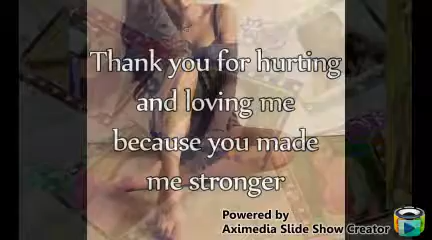 Thank you for hurting
and loving me
because you made
me stronger
Powered by
Aximedia Slide Show Creator